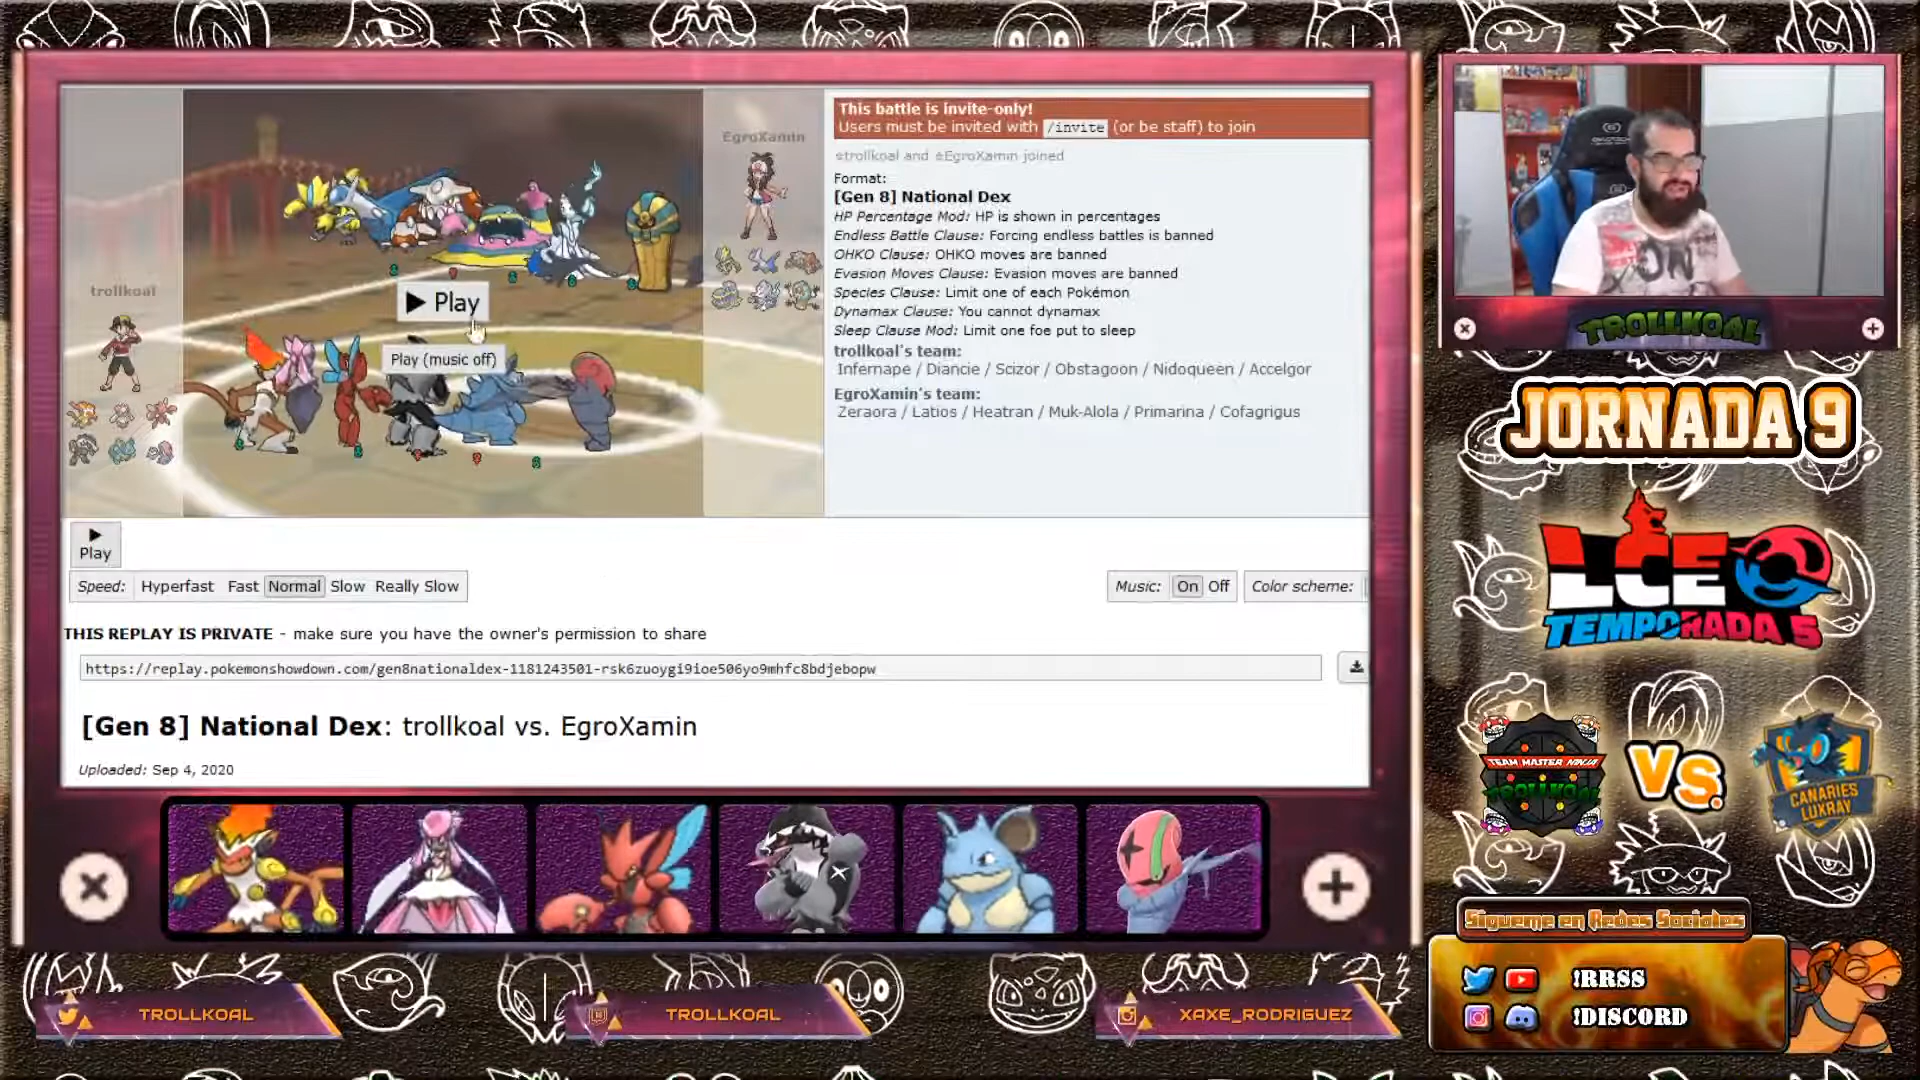 EgroXamin
trollkoal
Play
Play (music off)
This battle is invite-only!
Users must be invited with /invite (or be staff) to join
☆trollkoal and ☆EgroXamin joined
Format:
[Gen 8] National Dex
HP Percentage Mod: HP is shown in percentages
Endless Battle Clause: Forcing endless battles is banned
OHKO Clause: OHKO moves are banned
Evasion Moves Clause: Evasion moves are banned
Species Clause: Limit one of each Pokémon
Dynamax Clause: You cannot dynamax
Sleep Clause Mod: Limit one foe put to sleep
trollkoal's team:
Infernape / Diancie / Scizor / Obstagoon / Nidoqueen / Accelgor
EgroXamin's team:
Zeraora / Latios / Heatran / Muk-Alola / Primarina / Cofagrigus
Play
Speed: Hyperfast Fast Normal Slow Really Slow
Music: On Off Color scheme:
THIS REPLAY IS PRIVATE - make sure you have the owner's permission to share
https://replay.pokemonshowdown.com/gen8nationaldex-1181243501-rsk6zuoygi9ioe506yo9mhfc8bdjebopw
[Gen 8] National Dex: trollkoal vs. EgroXamin
Uploaded: Sep 4, 2020
TROLLKOAL
JORNADA 9
LCE
TEMPORADA 5
TEAM MASTER NINJA
TROLLKOAL
VS.
CANARIES
LUXRAY
Sigueme en Redes Sociales
!RRSS
!DISCORD
TROLLKOAL
TROLLKOAL
XAXE_RODRIGUEZ